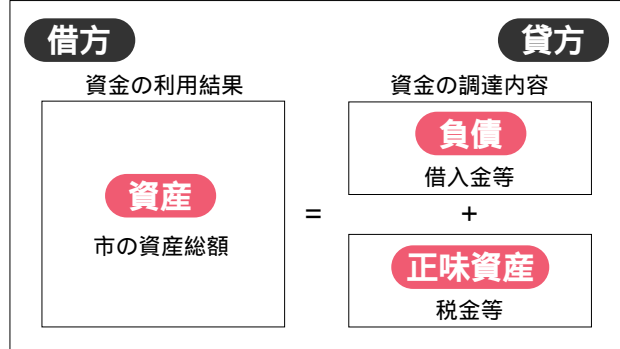 借方
貸方
資金の利用結果
資金の調達内容
資産
市の資産総額
=
負債
借入金等
+
正味資産
税金等